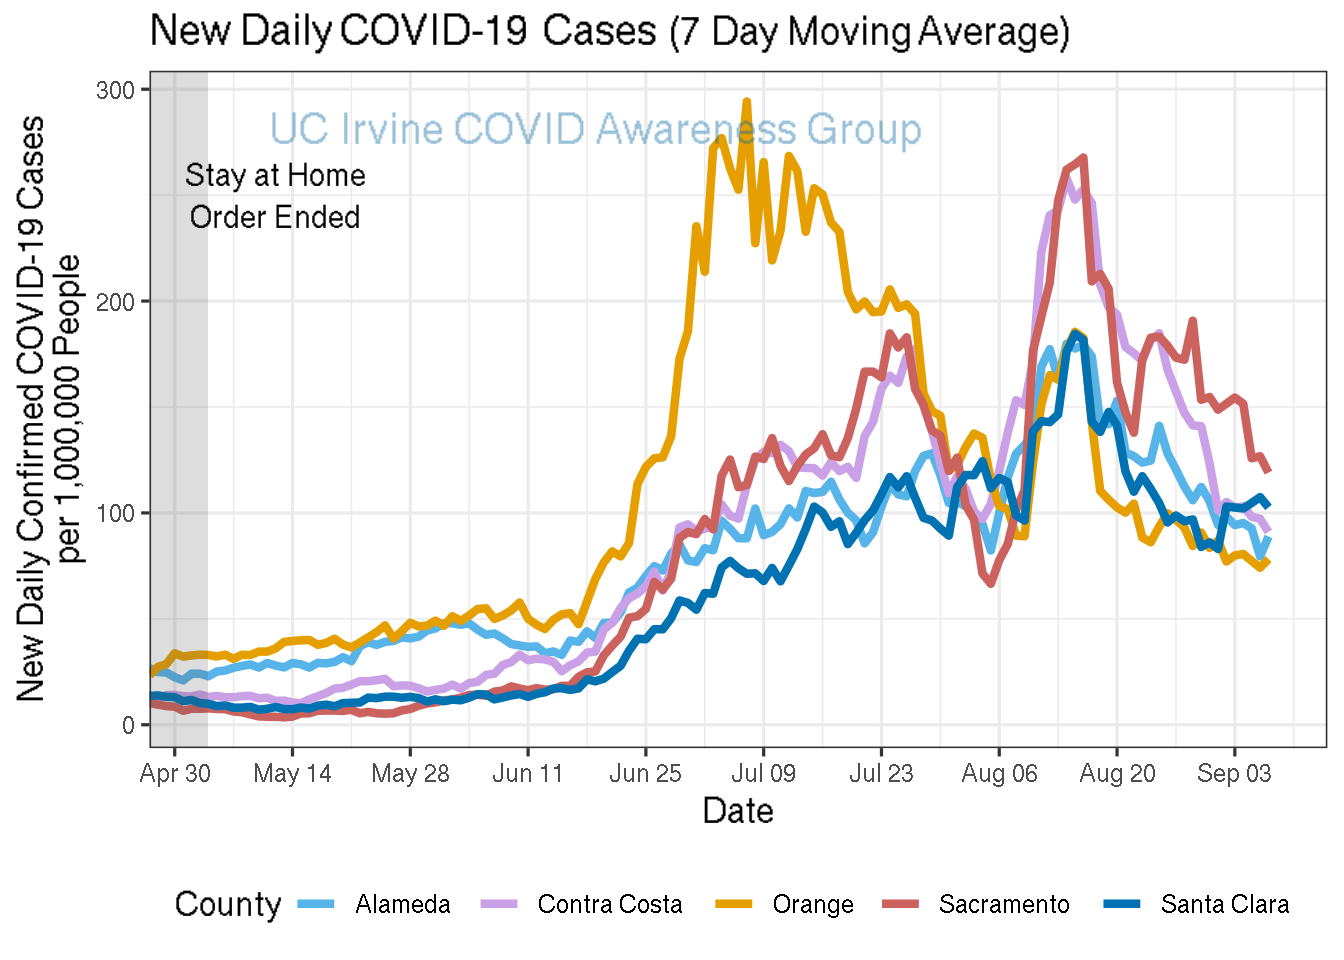 New Daily COVID-19 Cases (7 Day Moving Average)
UC Irvine COVID Awareness Group
Stay at Home
Order Ended
New Daily Confirmed COVID-19 Cases
per 1,000,000 People
300
200
100
0
Apr 30 May 14 May 28 Jun 11 Jun 25 Jul 09 Jul 23 Aug 06 Aug 20 Sep 03
Date
County Alameda Contra Costa Orange Sacramento Santa Clara